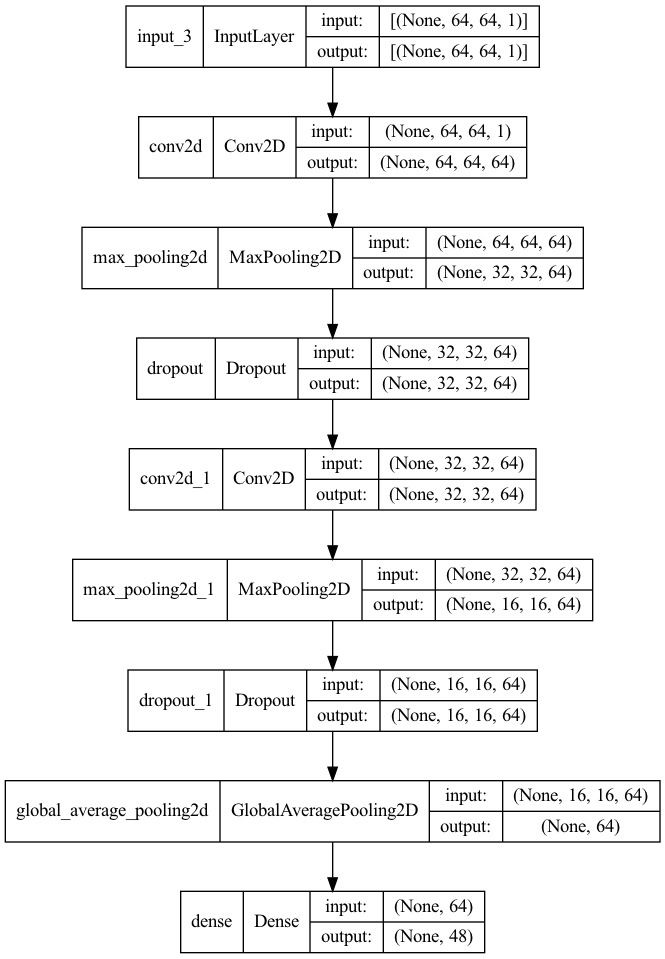 input_3 InputLayer input: [(None, 64, 64, 1)]
output: [(None, 64, 64, 1)]
conv2d Conv2D input: (None, 64, 64, 1)
output: (None, 64, 64, 64)
max_pooling2d MaxPooling2D input: (None, 64, 64, 64)
output: (None, 32, 32, 64)
dropout Dropout input: (None, 32, 32, 64)
output: (None, 32, 32, 64)
conv2d_1 Conv2D input: (None, 32, 32, 64)
output: (None, 32, 32, 64)
max_pooling2d_1 MaxPooling2D input: (None, 32, 32, 64)
output: (None, 16, 16, 64)
dropout_1 Dropout input: (None, 16, 16, 64)
output: (None, 16, 16, 64)
global_average_pooling2d GlobalAveragePooling2D input: (None, 16, 16, 64)
output: (None, 64)
dense Dense input: (None, 64)
output: (None, 48)